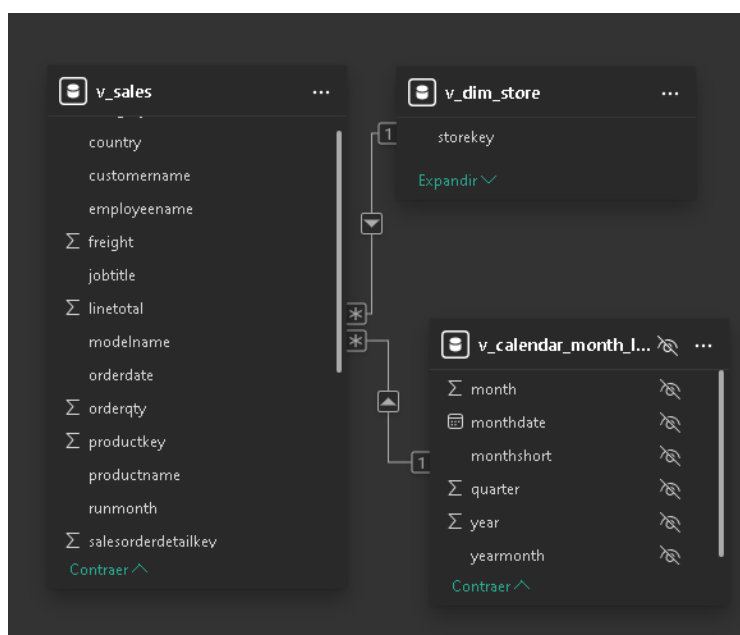 v_sales
country
customername
employeename
freight
jobtitle
linetotal
modelname
orderdate
orderqty
productkey
productname
runmonth
salesorderdetailkey
Contraer
v_dim_store
storekey
Expandir
1
*
*
1
v_calendar_month_l...
month
monthdate
monthshort
quarter
year
yearmonth
Contraer